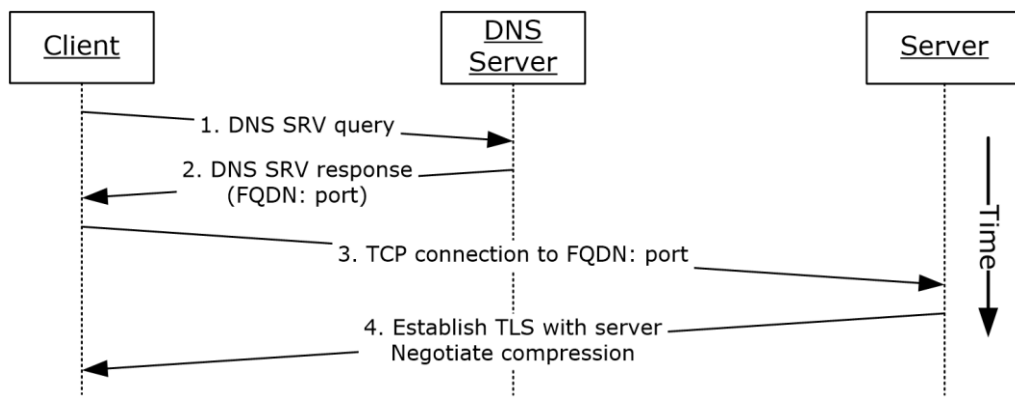 Client
DNS
Server
Server
1. DNS SRV query
2. DNS SRV response
(FQDN: port)
3. TCP connection to FQDN: port
4. Establish TLS with server
Negotiate compression
Time